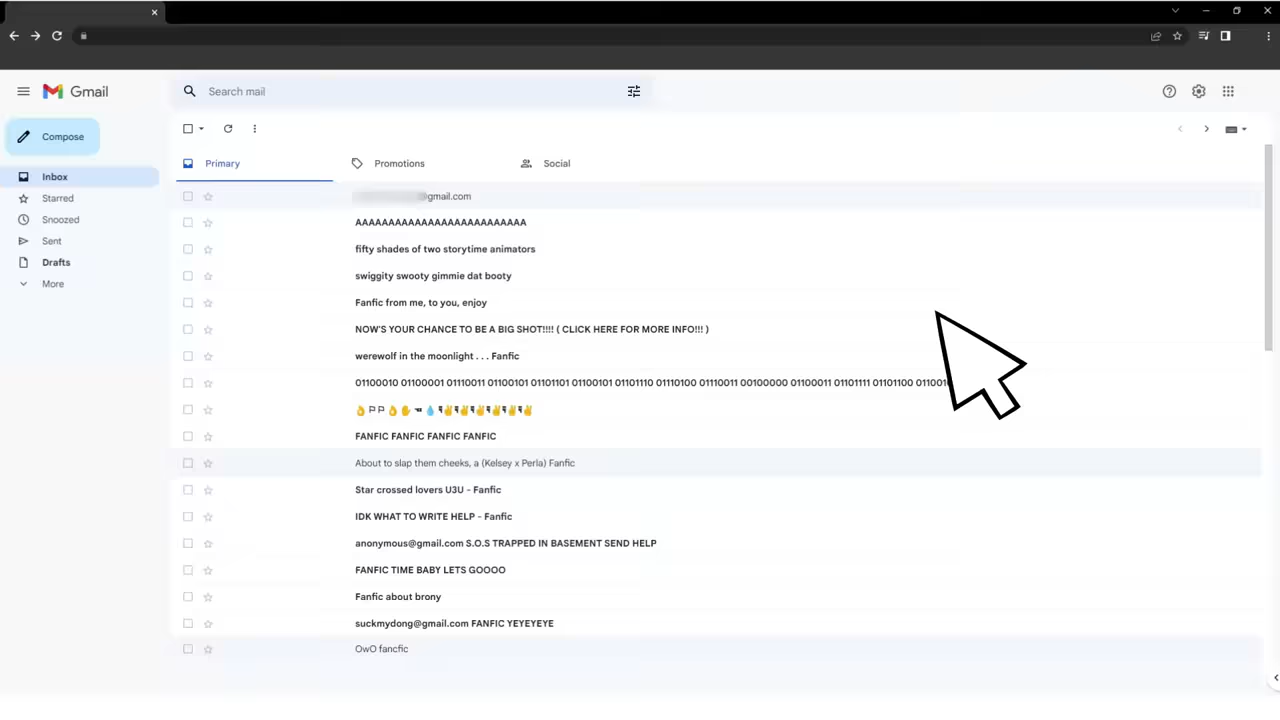 Gmail
Search mail
Compose
Inbox
Starred
Snoozed
Sent
Drafts
More
Primary
Promotions
Social
@gmail.com
AAAAAAAAAAAAAAAAAAAAAAAAAA
fifty shades of two storytime animators
swiggity swooty gimmie dat booty
Fanfic from me, to you, enjoy
NOW'S YOUR CHANCE TO BE A BIG SHOT!!!! ( CLICK HERE FOR MORE INFO!!! )
werewolf in the moonlight . . . Fanfic
01100010 01100001 01110011 01100101 01101101 01100101 01101110 01110100 01110011 00100000 01100011 01101111 01101100
FANFIC FANFIC FANFIC FANFIC
About to slap them cheeks, a (Kelsey x Perla) Fanfic
Star crossed lovers U3U - Fanfic
IDK WHAT TO WRITE HELP - Fanfic
anonymous@gmail.com S.O.S TRAPPED IN BASEMENT SEND HELP
FANFIC TIME BABY LETS GOOOO
Fanfic about brony
suckmydong@gmail.com FANFIC YEYEYEYE
OwO fancfic